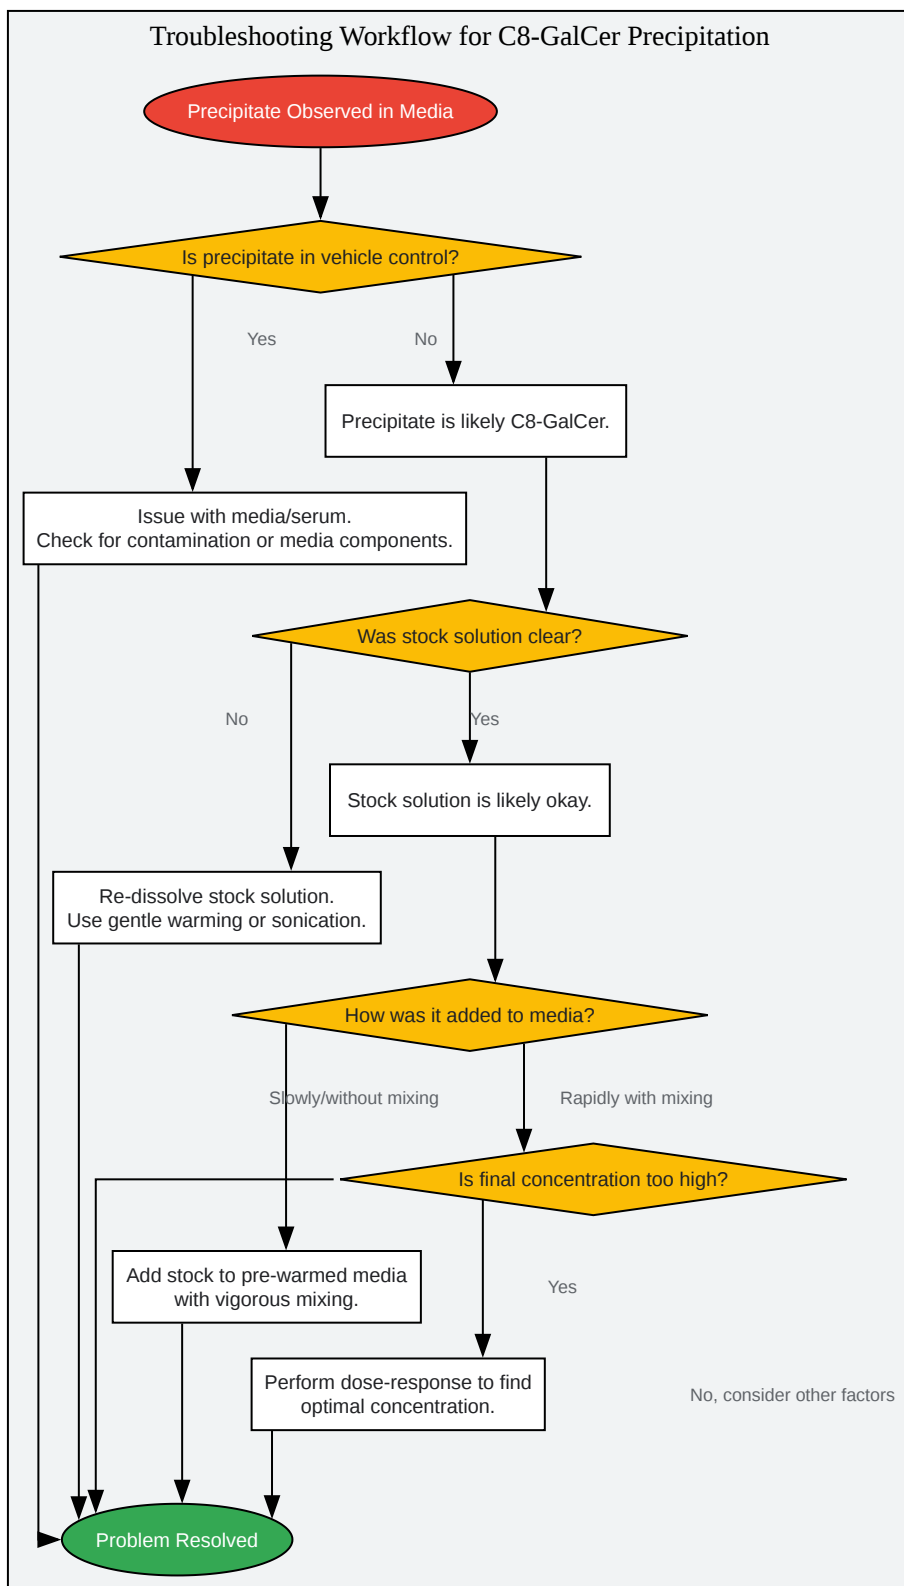 Troubleshooting Workflow for C8-GalCer Precipitation
Precipitate Observed in Media
Is precipitate in vehicle control?
Yes
No
Precipitate is likely C8-GalCer.
Issue with media/serum.
Check for contamination or media components.
Was stock solution clear?
No
Yes
Stock solution is likely okay.
Re-dissolve stock solution.
Use gentle warming or sonication.
How was it added to media?
Slowly/without mixing
Rapidly with mixing
Is final concentration too high?
Add stock to pre-warmed media
with vigorous mixing.
Yes
Perform dose-response to find
optimal concentration.
No, consider other factors
Problem Resolved